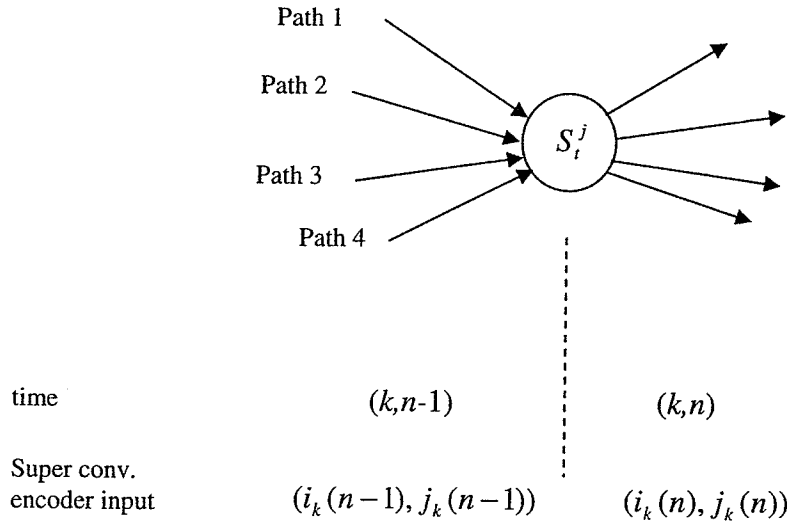 Path 1
Path 2
Path 3
Path 4
S_t^j
time (k,n-1) (k,n)
Super conv.
encoder input (i_k(n−1), j_k(n−1)) (i_k(n), j_k(n))